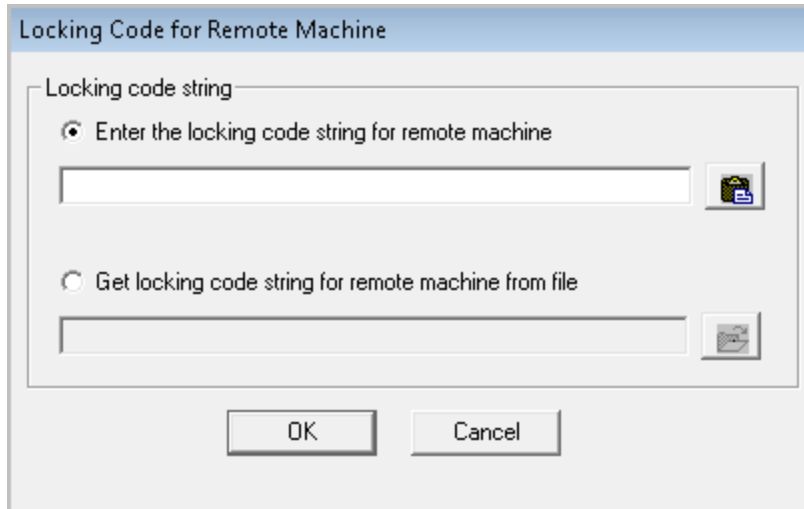 Locking Code for Remote Machine
Locking code string
Enter the locking code string for remote machine
Get locking code string for remote machine from file
OK
Cancel